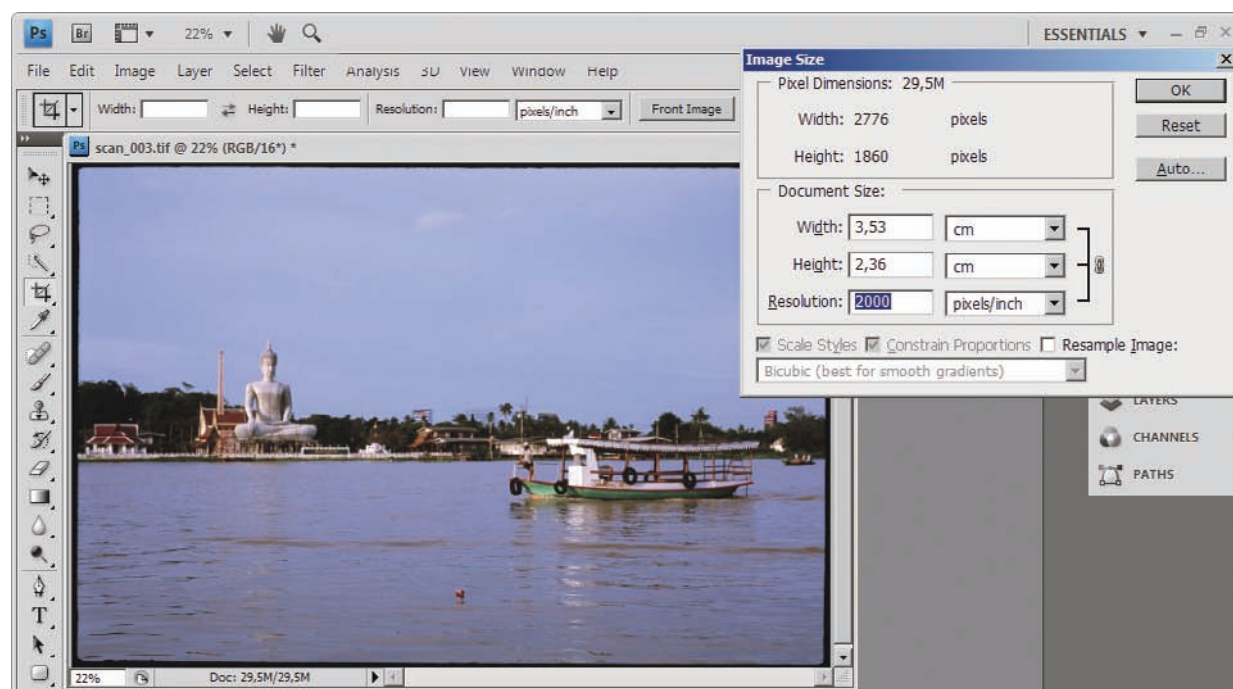 Ps Br 22% ESSENTIALS
File Edit Image Layer Select Filter Analysis 3D View Window Help
Width: Height: Resolution: pixels/inch Front Image
Ps scan_003.tif @ 22% (RGB/16*) *
Image Size
Pixel Dimensions: 29,5M
Width: 2776 pixels
Height: 1860 pixels
Document Size:
Width: 3,53 cm
Height: 2,36 cm
Resolution: 2000 pixels/inch
Scale Styles Constrain Proportions Resample Image:
Bicubic (best for smooth gradients)
OK
Reset
Auto...
LAYERS
CHANNELS
PATHS
T
22% Doc: 29,5M/29,5M